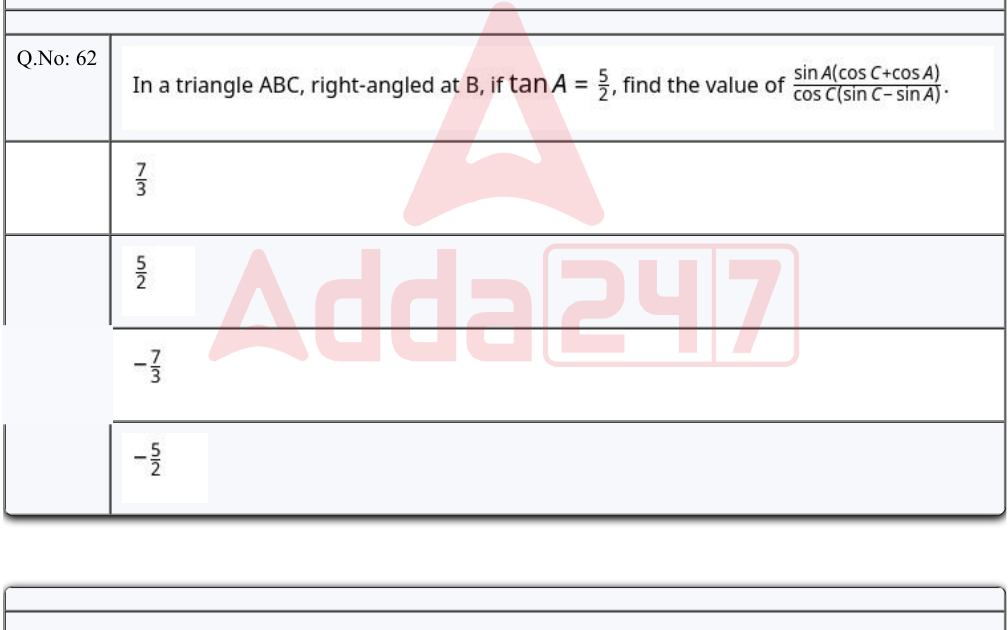 Q.No: 62
In a triangle ABC, right-angled at B, if tan A = 5/2, find the value of sin A(cos C+cos A)/cos C(sin C− sin A).
7/3
5/2
−7/3
−5/2
Adda247